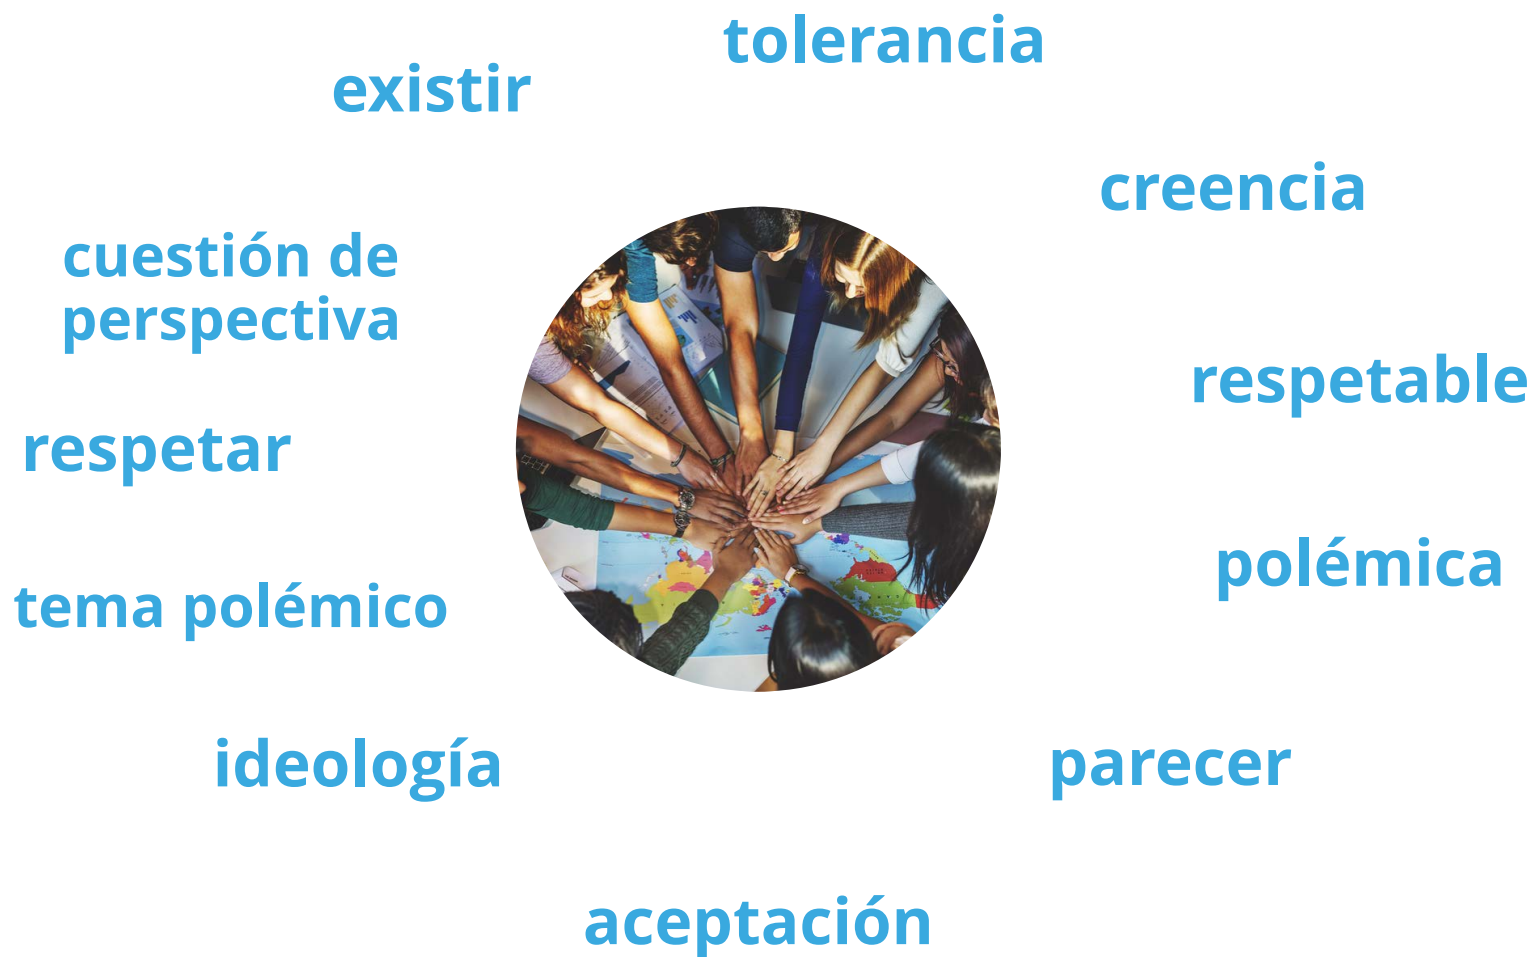 tolerancia
existir
creencia
cuestión de
perspectiva
respetable
respetar
polémica
tema polémico
ideología
parecer
aceptación